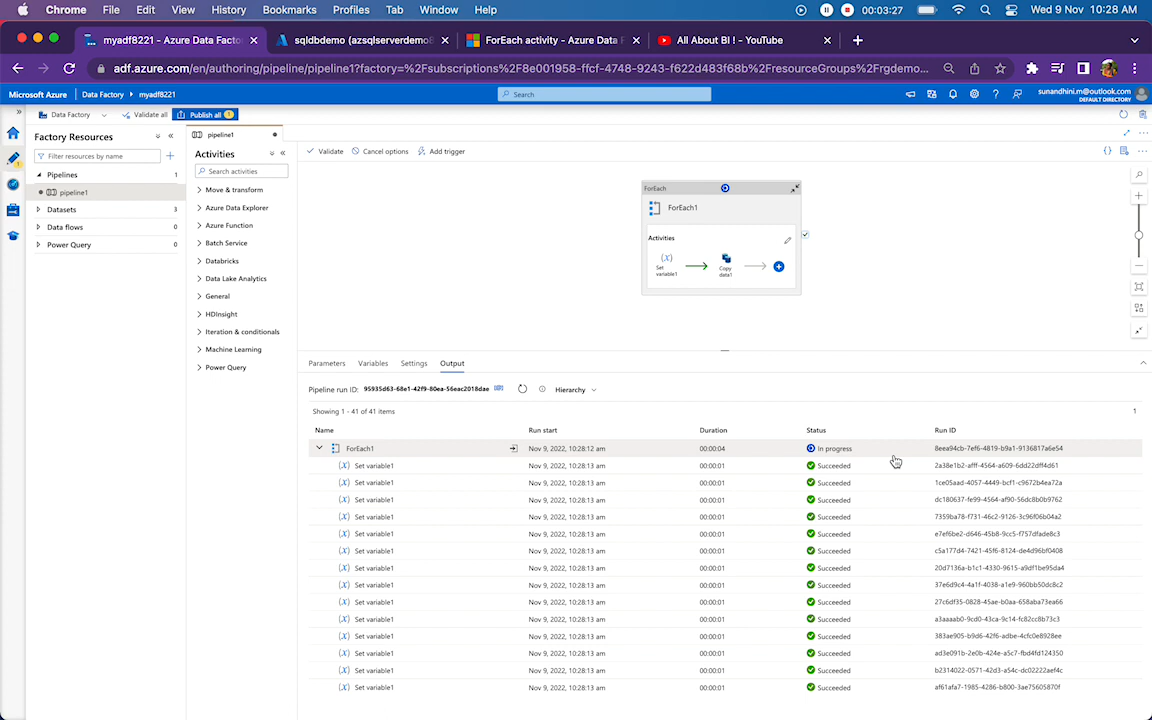 Chrome File Edit View History Bookmarks Profiles Tab Window Help 00:03:27 Wed 9 Nov 10:28 AM
myadf8221 - Azure Data Facto
sqldbdemo (azsqlserverdemo8
ForEach activity - Azure Data F
All About BI ! - YouTube
adf.azure.com/en/authoring/pipeline/pipeline1?factory=%2Fsubscriptions%2F8e001958-ffcf-4748-9243-f622d483f68b%2FresourceGroups%2Frgdemo...
Microsoft Azure Data Factory myadf8221 Search sunandhini.m@outlook.com
DEFAULT DIRECTORY
Data Factory Validate all Publish all 1
Factory Resources
Filter resources by name
Pipelines 1
pipeline1
Datasets 3
Data flows 0
Power Query 0
pipeline1
Activities
Search activities
Move & transform
Azure Data Explorer
Azure Function
Batch Service
Databricks
Data Lake Analytics
General
HDInsight
Iteration & conditionals
Machine Learning
Power Query
Validate Cancel options Add trigger
ForEach
ForEach1
Activities
(X)
Set variable1
Copy data1
Parameters Variables Settings Output
Pipeline run ID: 95935d63-68e1-42f9-80ea-56eac2018dae Hierarchy
Showing 1 - 41 of 41 items 1
Name Run start Duration Status Run ID
ForEach1 Nov 9, 2022, 10:28:12 am 00:00:04 In progress 8eea94cb-7ef6-4819-b9a1-9136817a6e54
(X) Set variable1 Nov 9, 2022, 10:28:13 am 00:00:01 Succeeded 2a38e1b2-afff-4564-a609-6dd22dff4d61
(X) Set variable1 Nov 9, 2022, 10:28:13 am 00:00:01 Succeeded 1ce05aad-4057-4449-bcf1-c9672b4ea72a
(X) Set variable1 Nov 9, 2022, 10:28:13 am 00:00:01 Succeeded dc180637-fe99-4564-af90-56dc8b0b9762
(X) Set variable1 Nov 9, 2022, 10:28:13 am 00:00:01 Succeeded 7359ba78-f731-46c2-9126-3c96f06b04a2
(X) Set variable1 Nov 9, 2022, 10:28:13 am 00:00:01 Succeeded e7ef6be2-d646-45b8-9cc5-f757dfade8c3
(X) Set variable1 Nov 9, 2022, 10:28:13 am 00:00:01 Succeeded c5a177d4-7421-45f6-8124-de4d96bf0408
(X) Set variable1 Nov 9, 2022, 10:28:13 am 00:00:01 Succeeded 20d7136a-b1c1-4330-9615-a9df1be95da4
(X) Set variable1 Nov 9, 2022, 10:28:13 am 00:00:01 Succeeded 37e6d9c4-4a1f-4038-a1e9-960bb50dc8c2
(X) Set variable1 Nov 9, 2022, 10:28:13 am 00:00:01 Succeeded 27c6df35-0828-45ae-b0aa-658aba73ea66
(X) Set variable1 Nov 9, 2022, 10:28:13 am 00:00:01 Succeeded a3aaaab0-9cd0-43ca-9c14-fc82cc8b73c3
(X) Set variable1 Nov 9, 2022, 10:28:13 am 00:00:01 Succeeded 383ae905-b9d6-42f6-adbe-4cfc0e8928ee
(X) Set variable1 Nov 9, 2022, 10:28:13 am 00:00:01 Succeeded ad3e091b-2e0b-424e-a5c7-fbd4fd124350
(X) Set variable1 Nov 9, 2022, 10:28:13 am 00:00:01 Succeeded b2314022-0571-42d3-a54c-dc02222aef4c
(X) Set variable1 Nov 9, 2022, 10:28:13 am 00:00:01 Succeeded af61afa7-1985-4286-b800-3ae75605870f